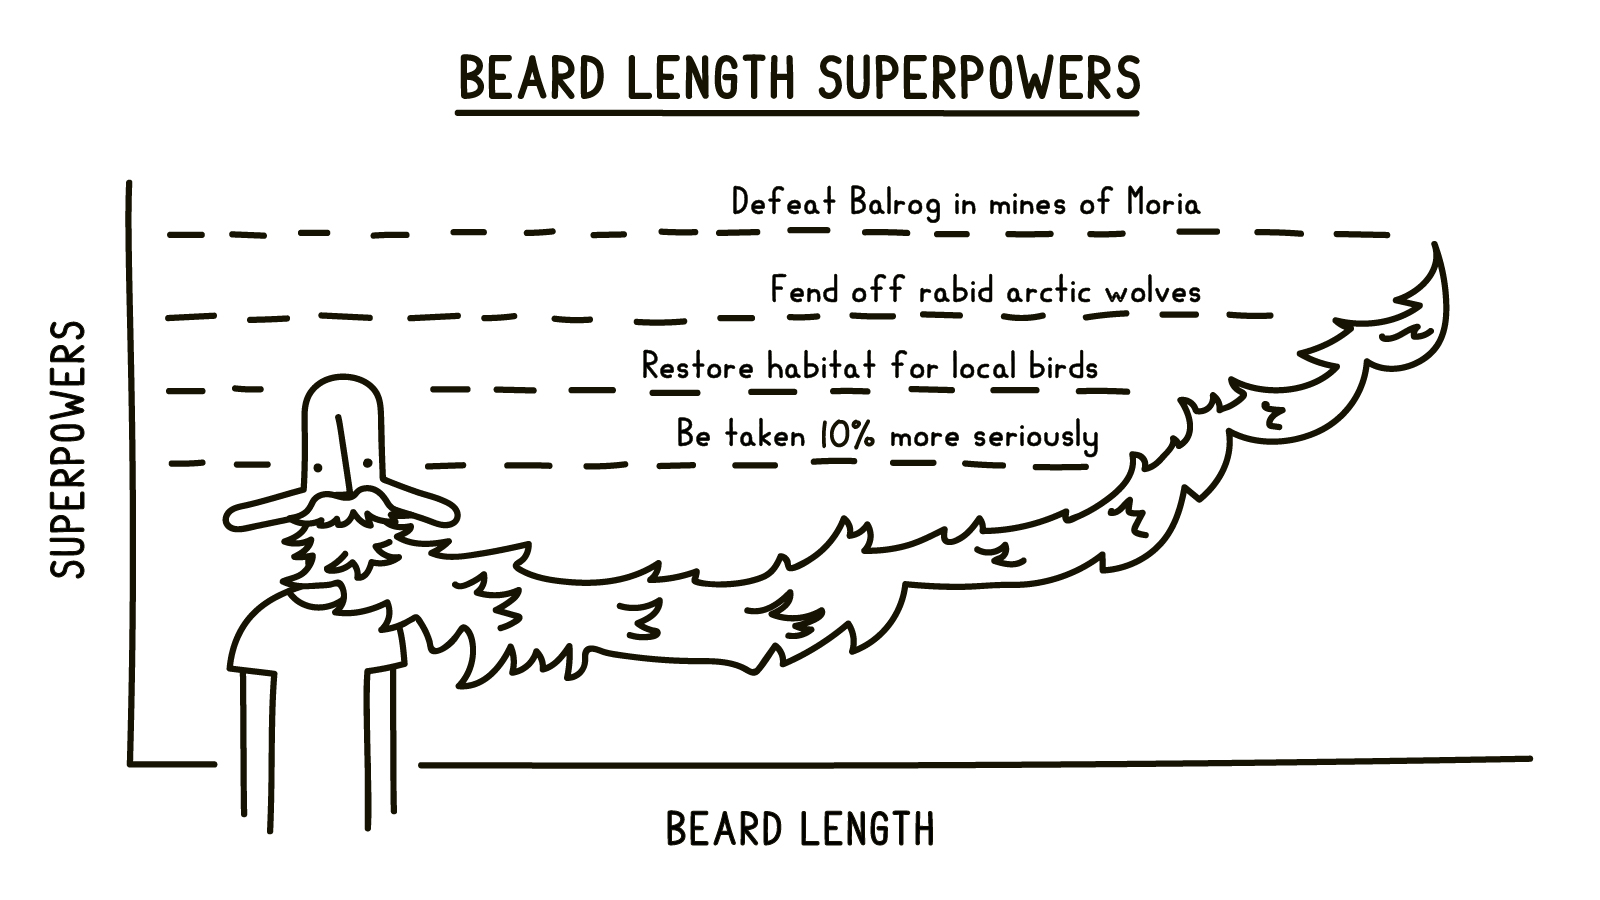 BEARD LENGTH SUPERPOWERS
Defeat Balrog in mines of Moria
Fend off rabid arctic wolves
Restore habitat for local birds
Be taken 10% more seriously
SUPERPOWERS
BEARD LENGTH